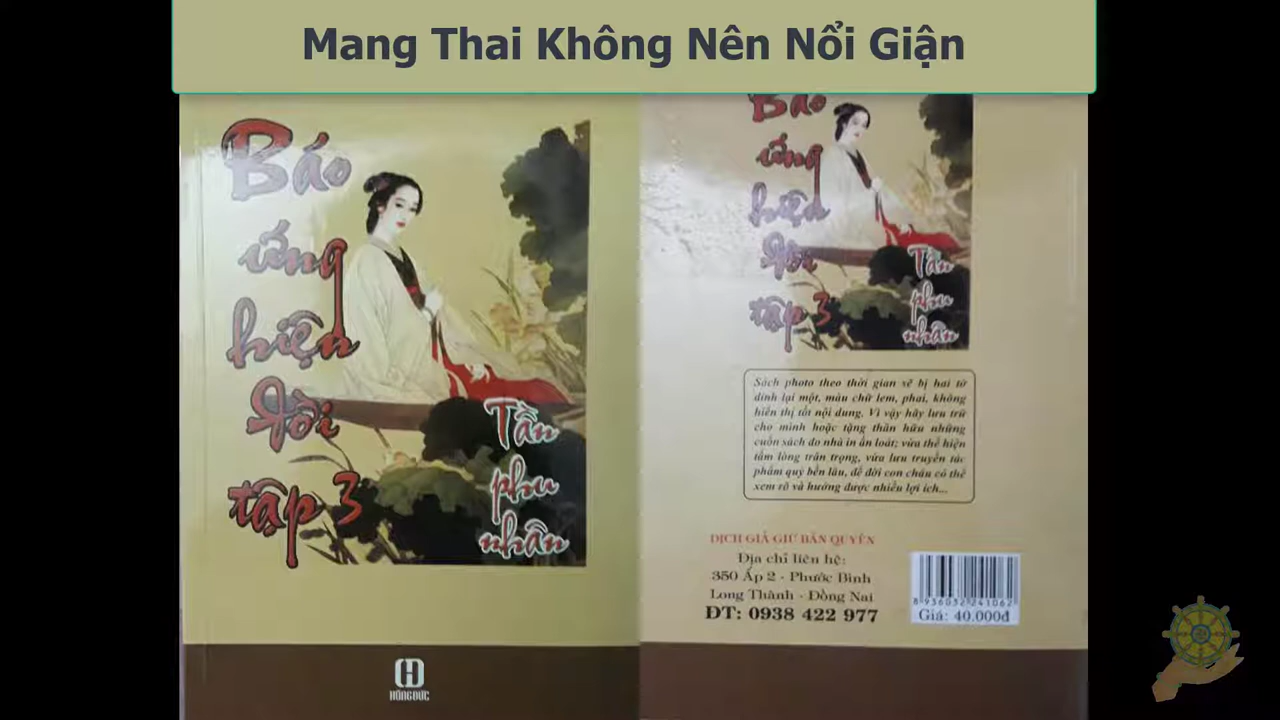 Mang Thai Không Nên Nổi Giận
Báo
ứng
hiện
đời
tập 3
Tần
phu
nhân
HỒNG ĐỨC
Báo
ứng
hiện
đời
tập 3
Tần
phu
nhân
Sách photo theo thời gian sẽ bị hai tờ
dính lại một, màu chữ lem, phai, không
hiển thị tốt nội dung. Vì vậy hãy lưu trữ
cho mình hoặc tặng thân hữu những
cuốn sách do nhà in ấn loát; vừa thể hiện
tấm lòng trân trọng, vừa lưu truyền tác
phẩm quý bền lâu, để đời con cháu có thể
xem rõ và hưởng được nhiều lợi ích...
DỊCH GIẢ GIỮ BẢN QUYỀN
Địa chỉ liên hệ:
350 Ấp 2 - Phước Bình
Long Thành - Đồng Nai
ĐT: 0938 422 977
8 936032 241062
Giá: 40.000đ